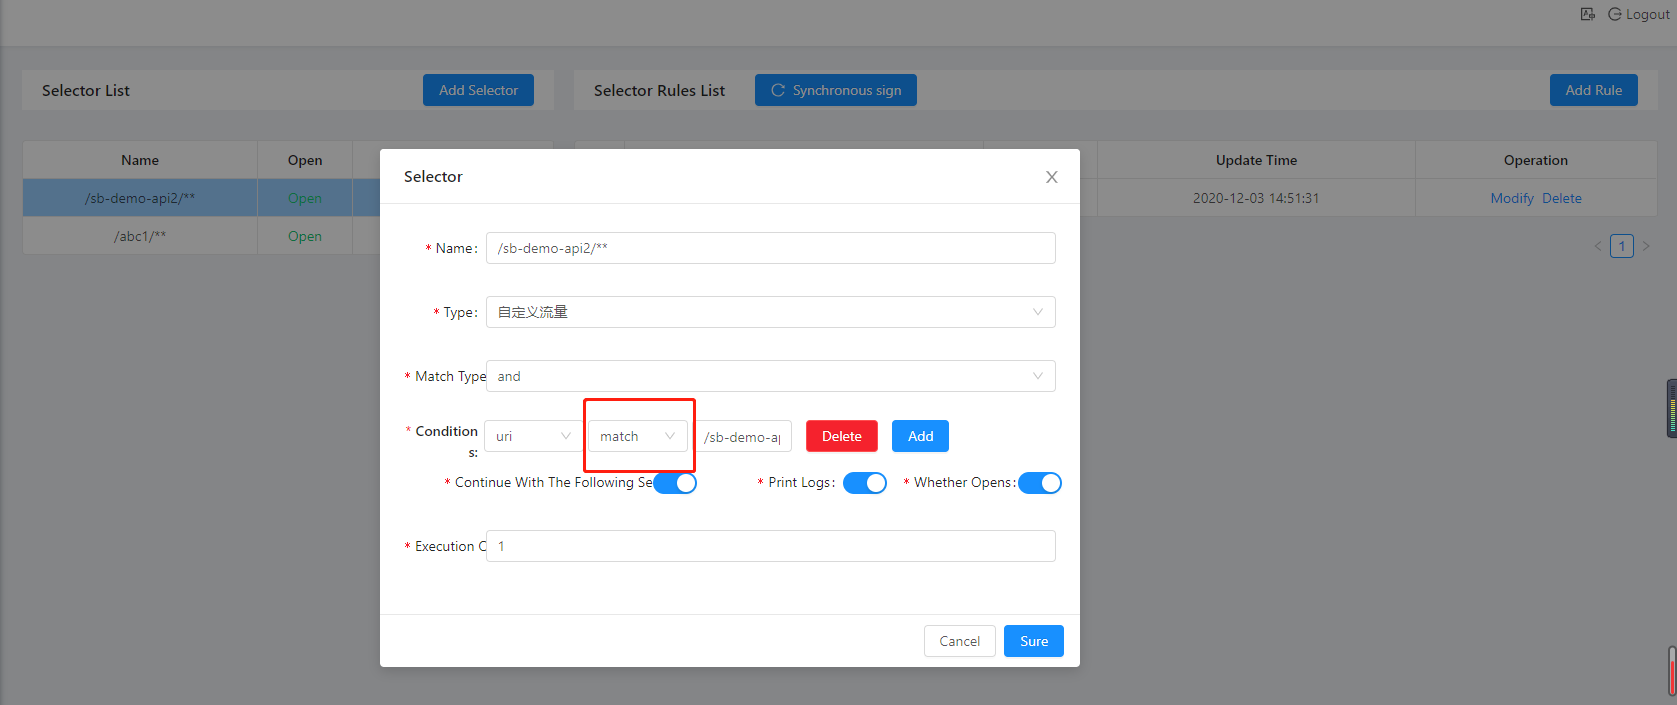 Logout
Selector List
Add Selector
Selector Rules List
Synchronous sign
Add Rule
Name
Open
Update Time
Operation
/sb-demo-api2/**
Open
2020-12-03 14:51:31
Modify Delete
/abc1/**
Open
1
Selector
* Name:
/sb-demo-api2/**
* Type:
自定义流量
* Match Type
and
* Condition
s:
uri
match
/sb-demo-ap
Delete
Add
* Continue With The Following Se
* Print Logs:
* Whether Opens:
* Execution O
1
Cancel
Sure